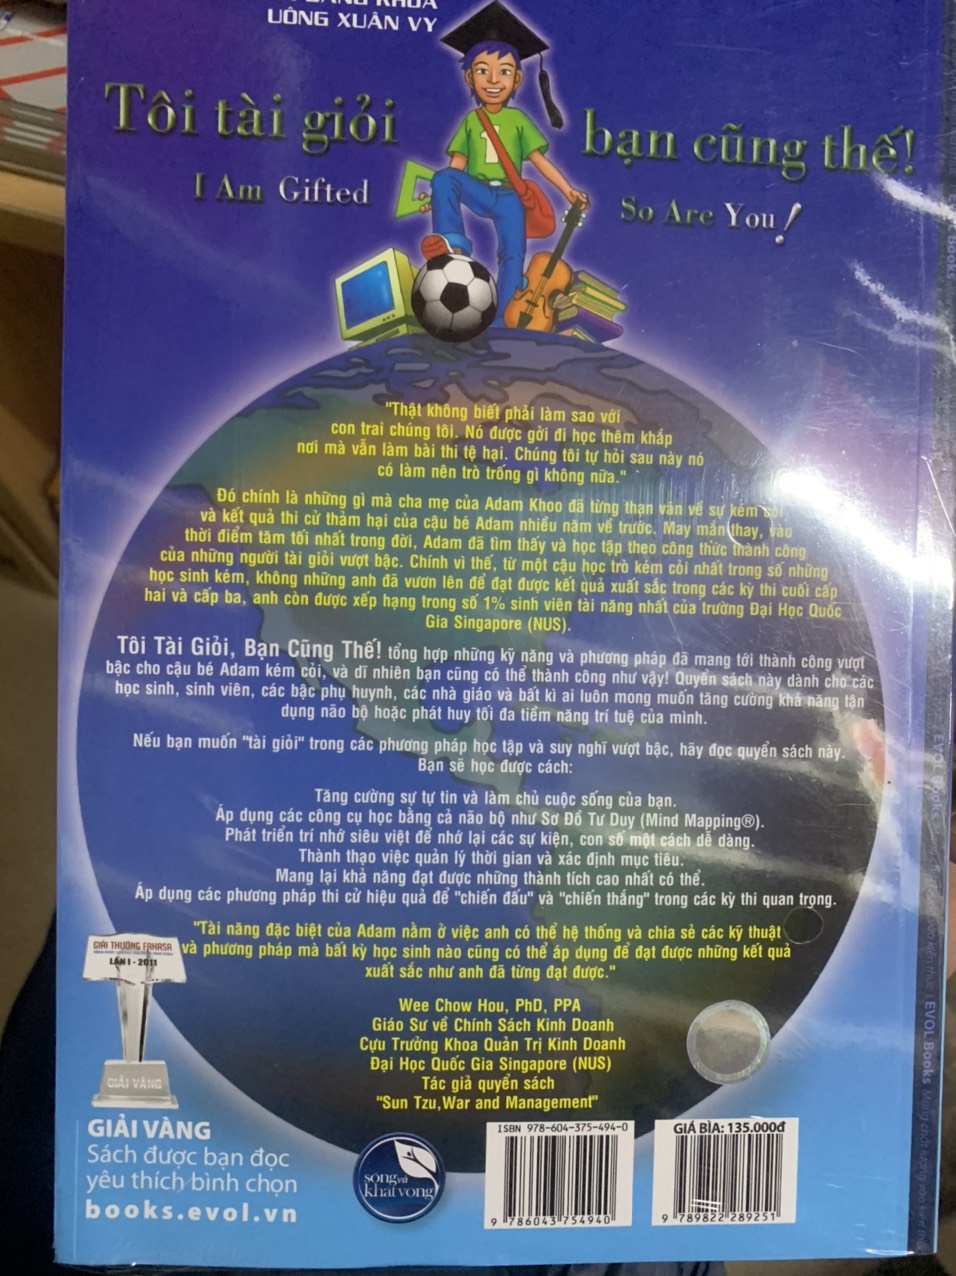 UÔNG XUÂN VY
Tôi tài giỏi
bạn cũng thế!
I Am Gifted
So Are You!
"Thật không biết phải làm sao với
con trai chúng tôi. Nó được gởi đi học thêm khắp
nơi mà vẫn làm bài thi tệ hại. Chúng tôi tự hỏi sau này nó
có làm nên trò trống gì không nữa."
Đó chính là những gì mà cha mẹ của Adam Khoo đã từng than vãn về sự kém cỏi
và kết quả thi cử thảm hại của cậu bé Adam nhiều năm về trước. May mắn thay, vào
thời điểm tăm tối nhất trong đời, Adam đã tìm thấy và học tập theo công thức thành công
của những người tài giỏi vượt bậc. Chính vì thế, từ một cậu học trò kém cỏi nhất trong số những
học sinh kém, không những anh đã vươn lên để đạt được kết quả xuất sắc trong các kỳ thi cuối cấp
hai và cấp ba, anh còn được xếp hạng trong số 1% sinh viên tài năng nhất của trường Đại Học Quốc
Gia Singapore (NUS).
Tôi Tài Giỏi, Bạn Cũng Thế! tổng hợp những kỹ năng và phương pháp đã mang tới thành công vượt
bậc cho cậu bé Adam kém cỏi, và dĩ nhiên bạn cũng có thể thành công như vậy! Quyển sách này dành cho các
học sinh, sinh viên, các bậc phụ huynh, các nhà giáo và bất kì ai luôn mong muốn tăng cường khả năng tận
dụng não bộ hoặc phát huy tối đa tiềm năng trí tuệ của mình.
Nếu bạn muốn "tài giỏi" trong các phương pháp học tập và suy nghĩ vượt bậc, hãy đọc quyển sách này.
Bạn sẽ học được cách:
Tăng cường sự tự tin và làm chủ cuộc sống của bạn.
Áp dụng các công cụ học bằng cả não bộ như Sơ Đồ Tư Duy (Mind Mapping®).
Phát triển trí nhớ siêu việt để nhớ lại các sự kiện, con số một cách dễ dàng.
Thành thạo việc quản lý thời gian và xác định mục tiêu.
Mang lại khả năng đạt được những thành tích cao nhất có thể.
Áp dụng các phương pháp thi cử hiệu quả để "chiến đấu" và "chiến thắng" trong các kỳ thi quan trọng.
"Tài năng đặc biệt của Adam nằm ở việc anh có thể hệ thống và chia sẻ các kỹ thuật
và phương pháp mà bất kỳ học sinh nào cũng có thể áp dụng để đạt được những kết quả
xuất sắc như anh đã từng đạt được."
Wee Chow Hou, PhD, PPA
Giáo Sư về Chính Sách Kinh Doanh
Cựu Trưởng Khoa Quản Trị Kinh Doanh
Đại Học Quốc Gia Singapore (NUS)
Tác giả quyển sách
"Sun Tzu,War and Management"
GIẢI THƯỞNG FAHASA
LẦN I - 2011
GIẢI VÀNG
GIẢI VÀNG
Sách được bạn đọc
yêu thích bình chọn
books.evol.vn
sóng và
khát vọng
ISBN 978-604-375-494-0
9 786043 754940
GIÁ BÌA: 135.000đ
9 789822 289251
EVOL Books
EVOL Books